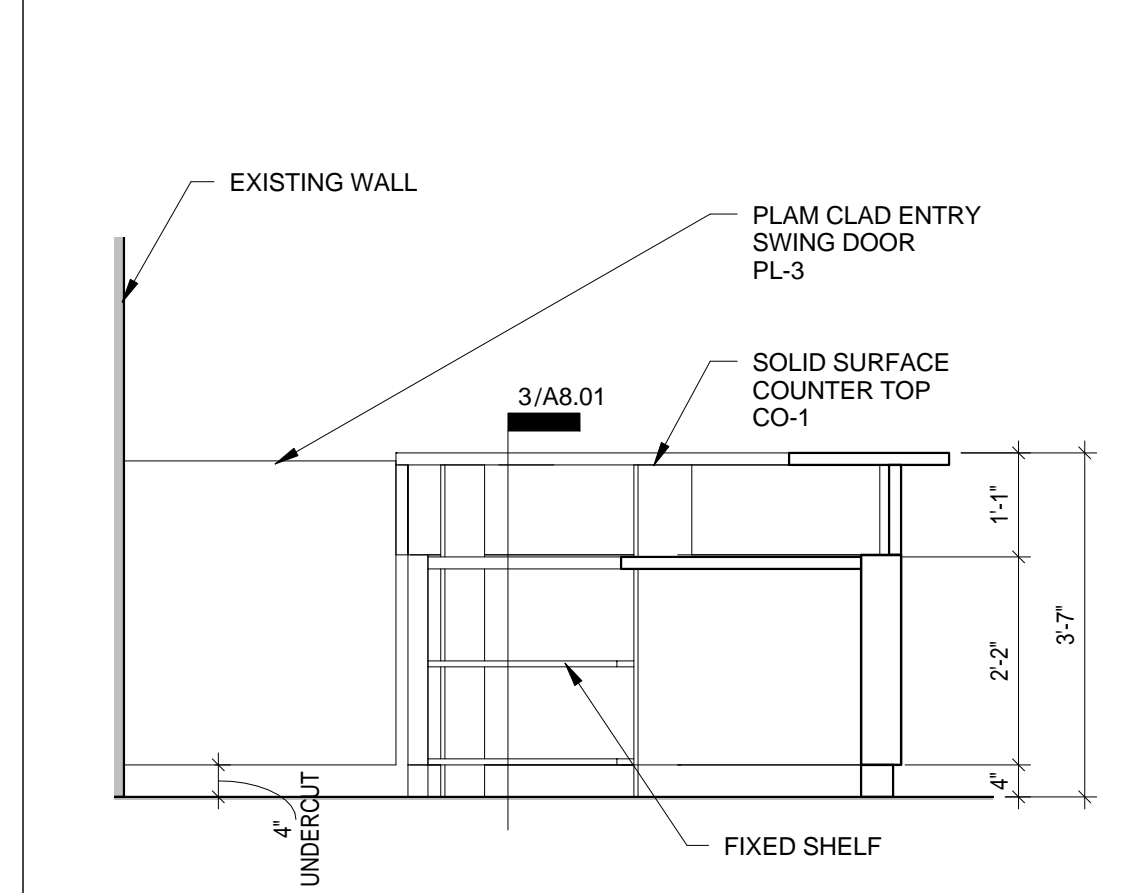 EXISTING WALL
PLAM CLAD ENTRY
SWING DOOR
PL-3
SOLID SURFACE
COUNTER TOP
CO-1
3/A8.01
1'-1"
2'-2"
3'-7"
4"
4"
UNDERCUT
FIXED SHELF